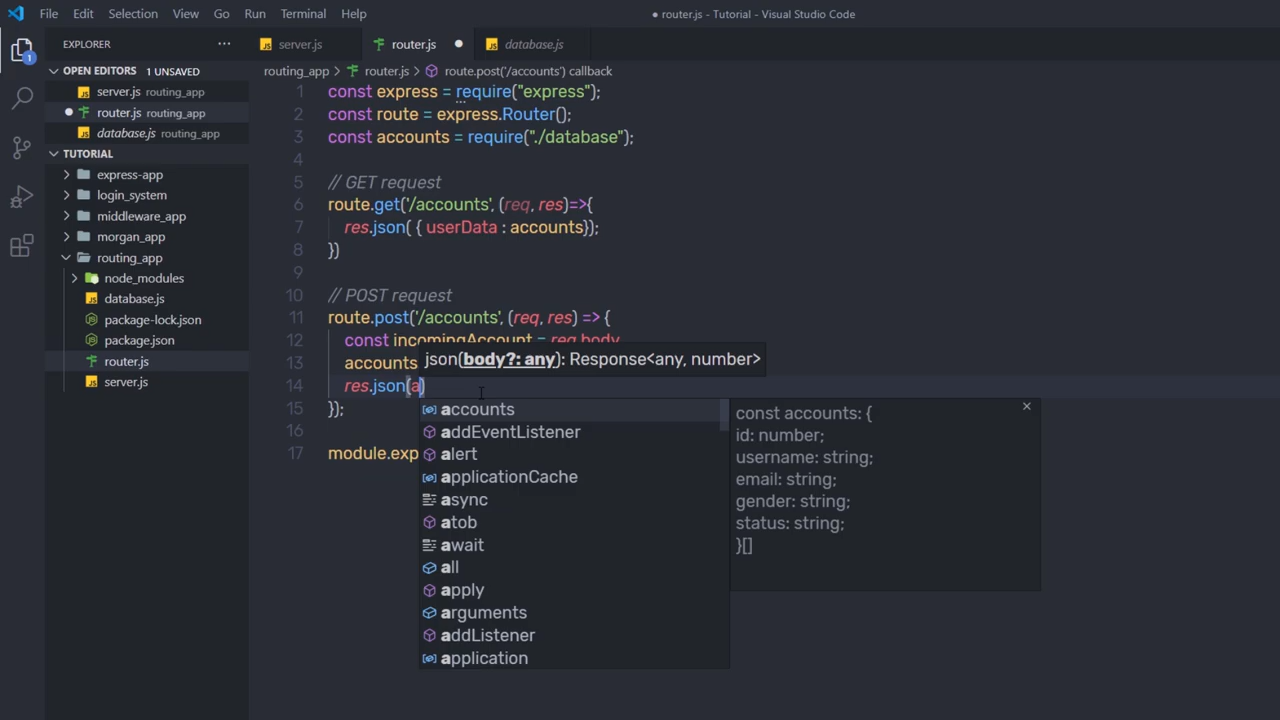 File Edit Selection View Go Run Terminal Help
● router.js - Tutorial - Visual Studio Code
EXPLORER ...
server.js router.js database.js
1
OPEN EDITORS 1 UNSAVED
server.js routing_app
router.js routing_app
database.js routing_app
TUTORIAL
express-app
login_system
middleware_app
morgan_app
routing_app
node_modules
database.js
package-lock.json
package.json
router.js
server.js
routing_app > router.js > route.post('/accounts') callback
1 const express = require("express");
2 const route = express.Router();
3 const accounts = require("./database");
4
5 // GET request
6 route.get('/accounts', (req, res)=>{
7 res.json( { userData : accounts});
8 })
9
10 // POST request
11 route.post('/accounts', (req, res) => {
12 const incomingAccount = req.body
13 accounts
json(body?: any): Response<any, number>
14 res.json(a)
15 });
16
17 module.exp
accounts
addEventListener
alert
applicationCache
async
atob
await
all
apply
arguments
addListener
application
const accounts: {
id: number;
username: string;
email: string;
gender: string;
status: string;
}[]